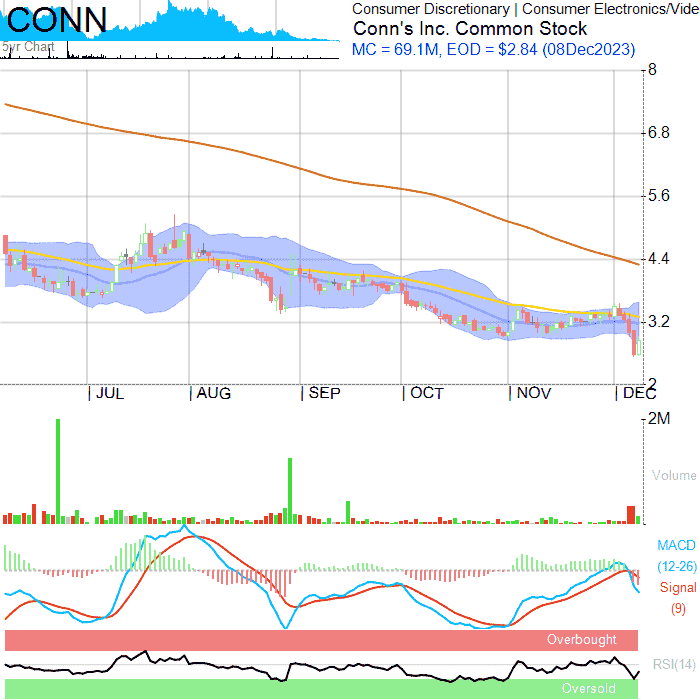 CONN
5yr Chart
Consumer Discretionary | Consumer Electronics/Vide
Conn's Inc. Common Stock
MC = 69.1M, EOD = $2.84 (08Dec2023)
8
6.8
5.6
4.4
3.2
2
JUL AUG SEP OCT NOV DEC
2M
Volume
MACD
(12-26)
Signal
(9)
Overbought
RSI(14)
Oversold